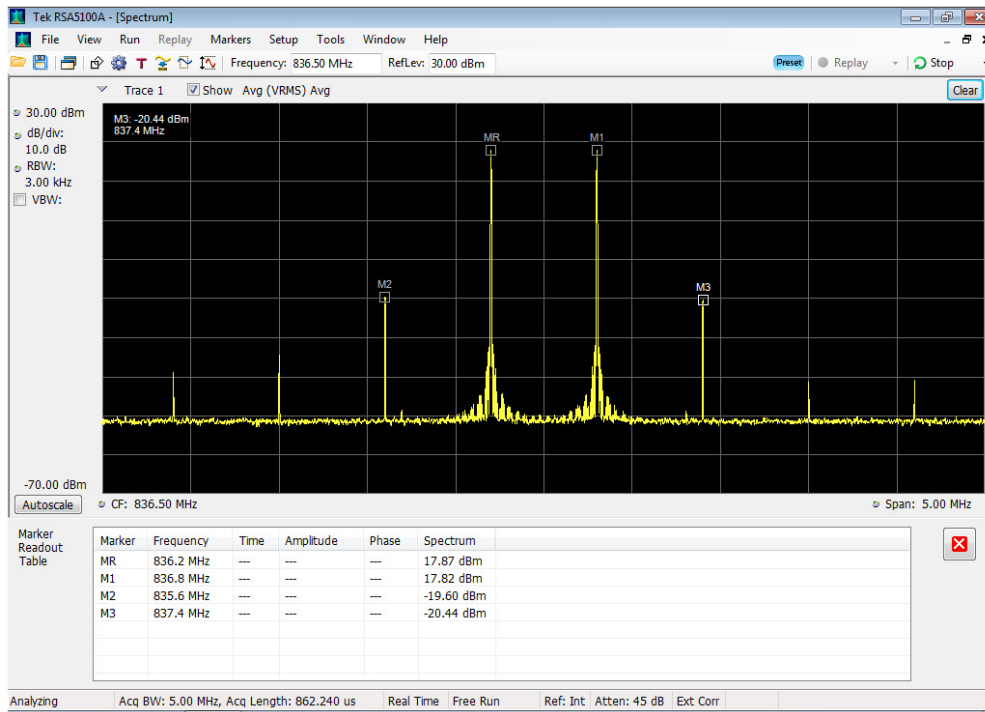 Tek RSA5100A - [Spectrum]
File View Run Replay Markers Setup Tools Window Help
T Frequency: 836.50 MHz RefLev: 30.00 dBm Preset Replay Stop
Trace 1 Show Avg (VRMS) Avg Clear
30.00 dBm
dB/div:
10.0 dB
RBW:
3.00 kHz
VBW:
M3: -20.44 dBm
837.4 MHz
MR M1
M2 M3
-70.00 dBm
Autoscale CF: 836.50 MHz Span: 5.00 MHz
Marker
Readout
Table
Marker Frequency Time Amplitude Phase Spectrum
MR 836.2 MHz --- --- --- 17.87 dBm
M1 836.8 MHz --- --- --- 17.82 dBm
M2 835.6 MHz --- --- --- -19.60 dBm
M3 837.4 MHz --- --- --- -20.44 dBm
Analyzing Acq BW: 5.00 MHz, Acq Length: 862.240 us Real Time Free Run Ref: Int Atten: 45 dB Ext Corr